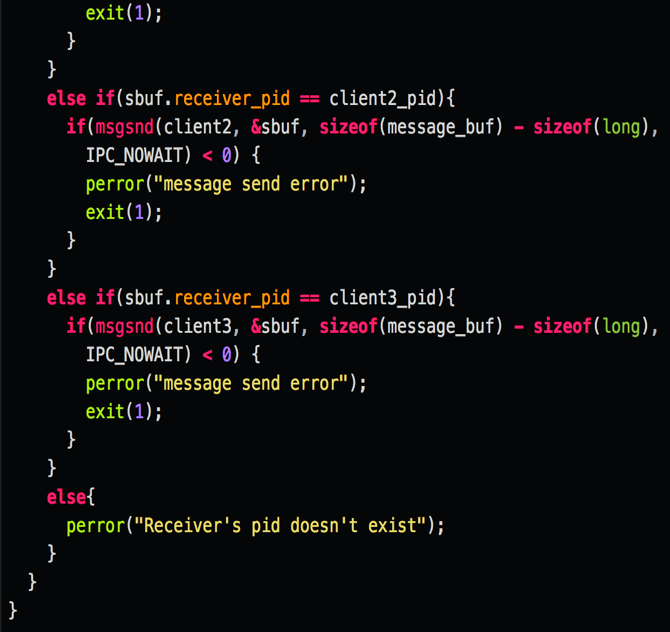 exit(1);
}
}
else if(sbuf.receiver_pid == client2_pid){
if(msgsnd(client2, &sbuf, sizeof(message_buf) - sizeof(long),
IPC_NOWAIT) < 0) {
perror("message send error");
exit(1);
}
}
else if(sbuf.receiver_pid == client3_pid){
if(msgsnd(client3, &sbuf, sizeof(message_buf) - sizeof(long),
IPC_NOWAIT) < 0) {
perror("message send error");
exit(1);
}
}
else{
perror("Receiver's pid doesn't exist");
}
}
}